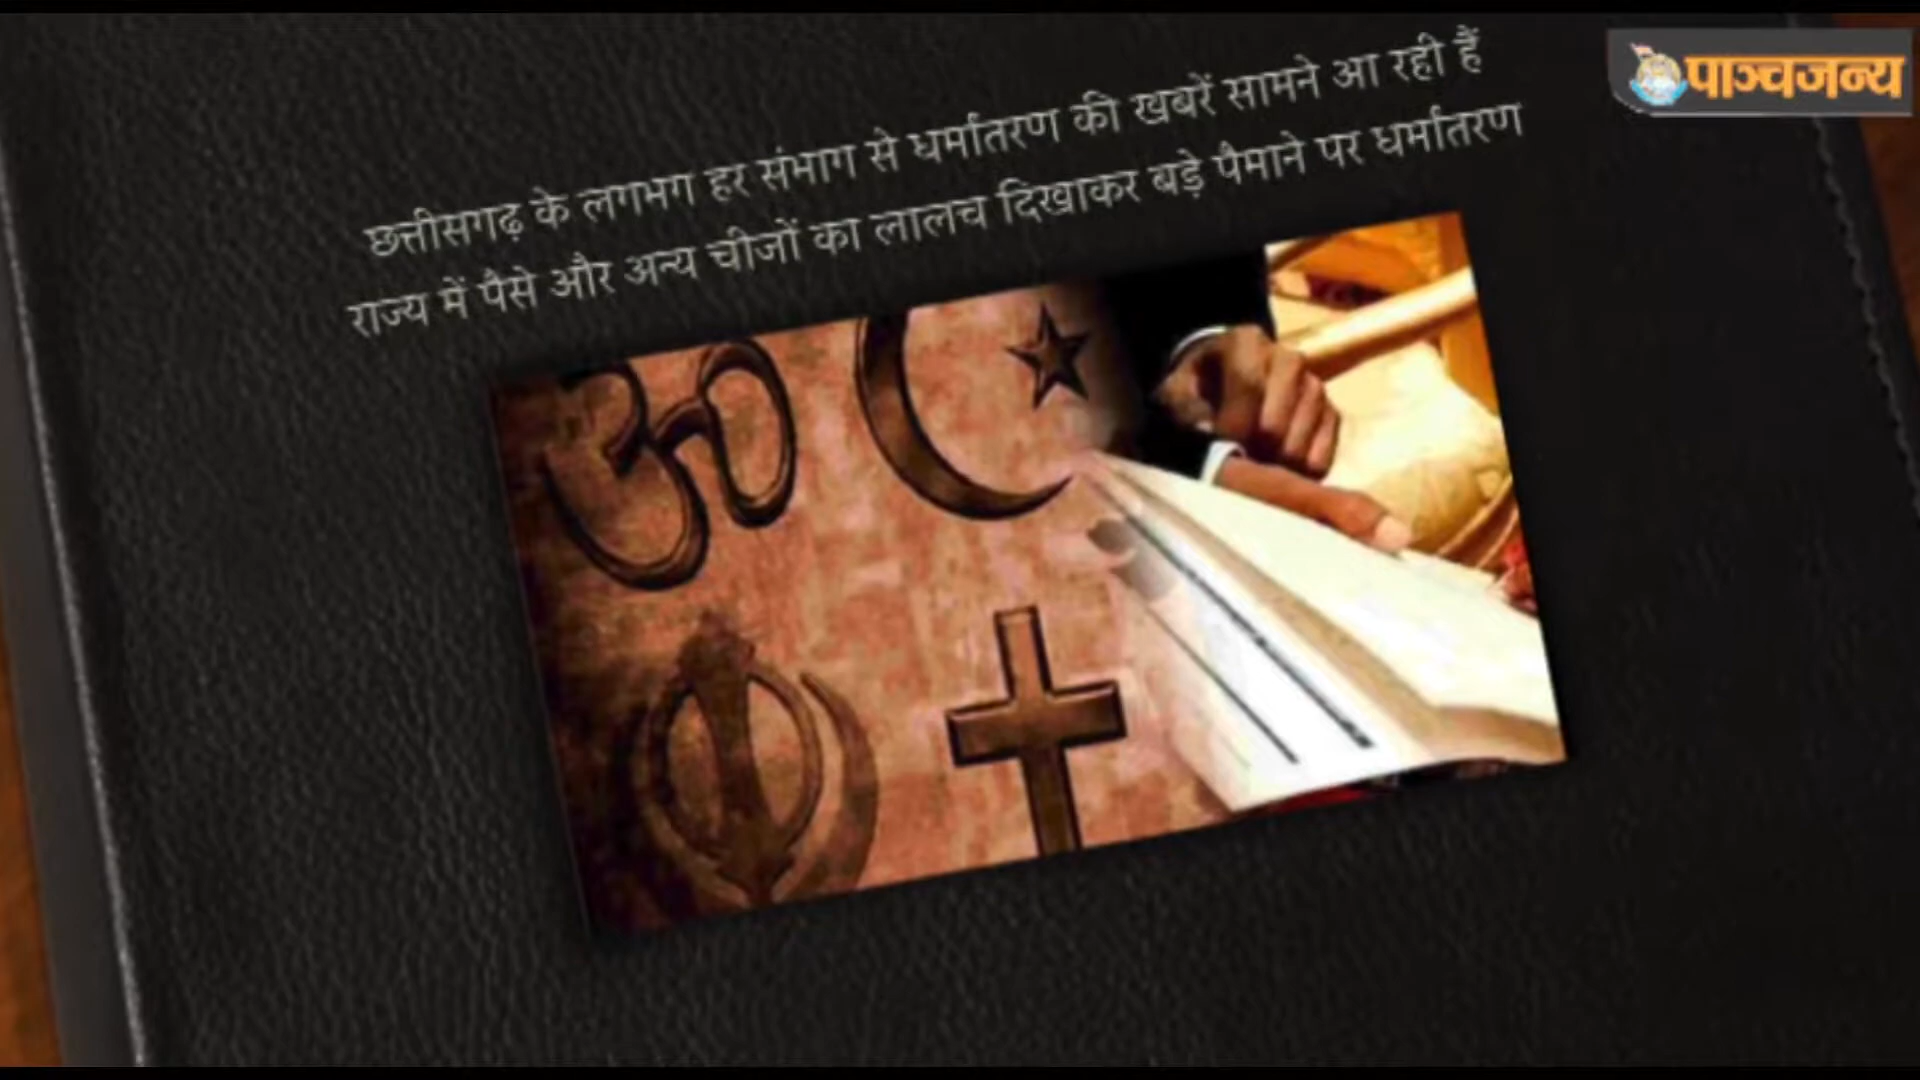 पाञ्चजन्य
छत्तीसगढ़ के लगभग हर संभाग से धर्मातरण की खबरें सामने आ रही हैं
राज्य में पैसे और अन्य चीजों का लालच दिखाकर बड़े पैमाने पर धर्मातरण